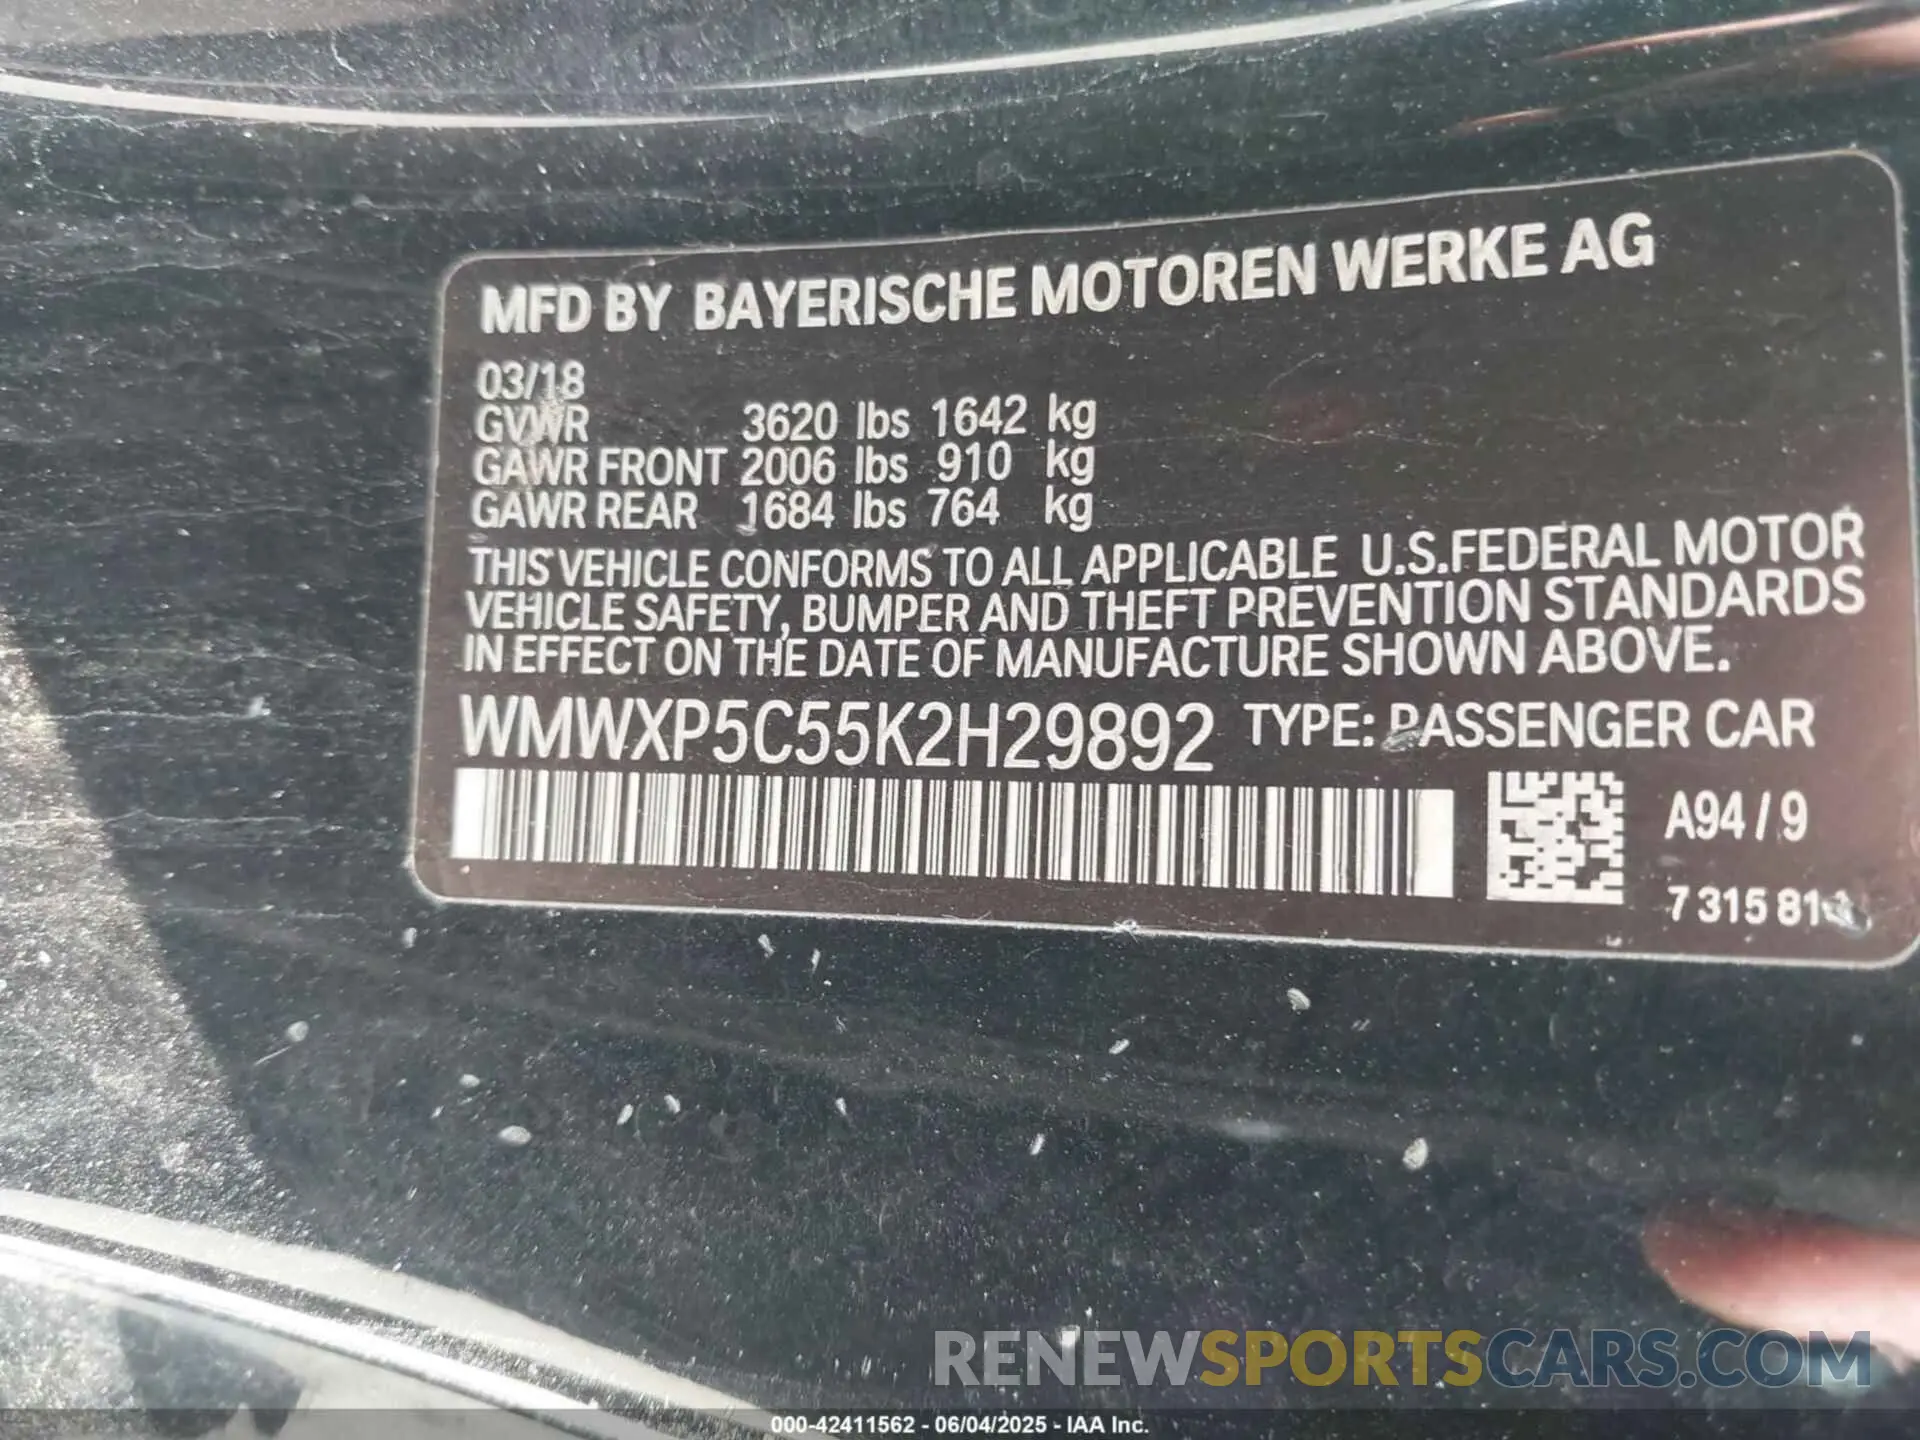 MFD BY BAYERISCHE MOTOREN WERKE AG
03/18
GVWR 3620 lbs 1642 kg
GAWR FRONT 2006 lbs 910 kg
GAWR REAR 1684 lbs 764 kg
THIS VEHICLE CONFORMS TO ALL APPLICABLE U.S.FEDERAL MOTOR
VEHICLE SAFETY, BUMPER AND THEFT PREVENTION STANDARDS
IN EFFECT ON THE DATE OF MANUFACTURE SHOWN ABOVE.
WMWXP5C55K2H29892 TYPE: PASSENGER CAR
A94 / 9
7 315 81
RENEWSPORTSCARS.COM
000-42411562 - 06/04/2025 - IAA Inc.